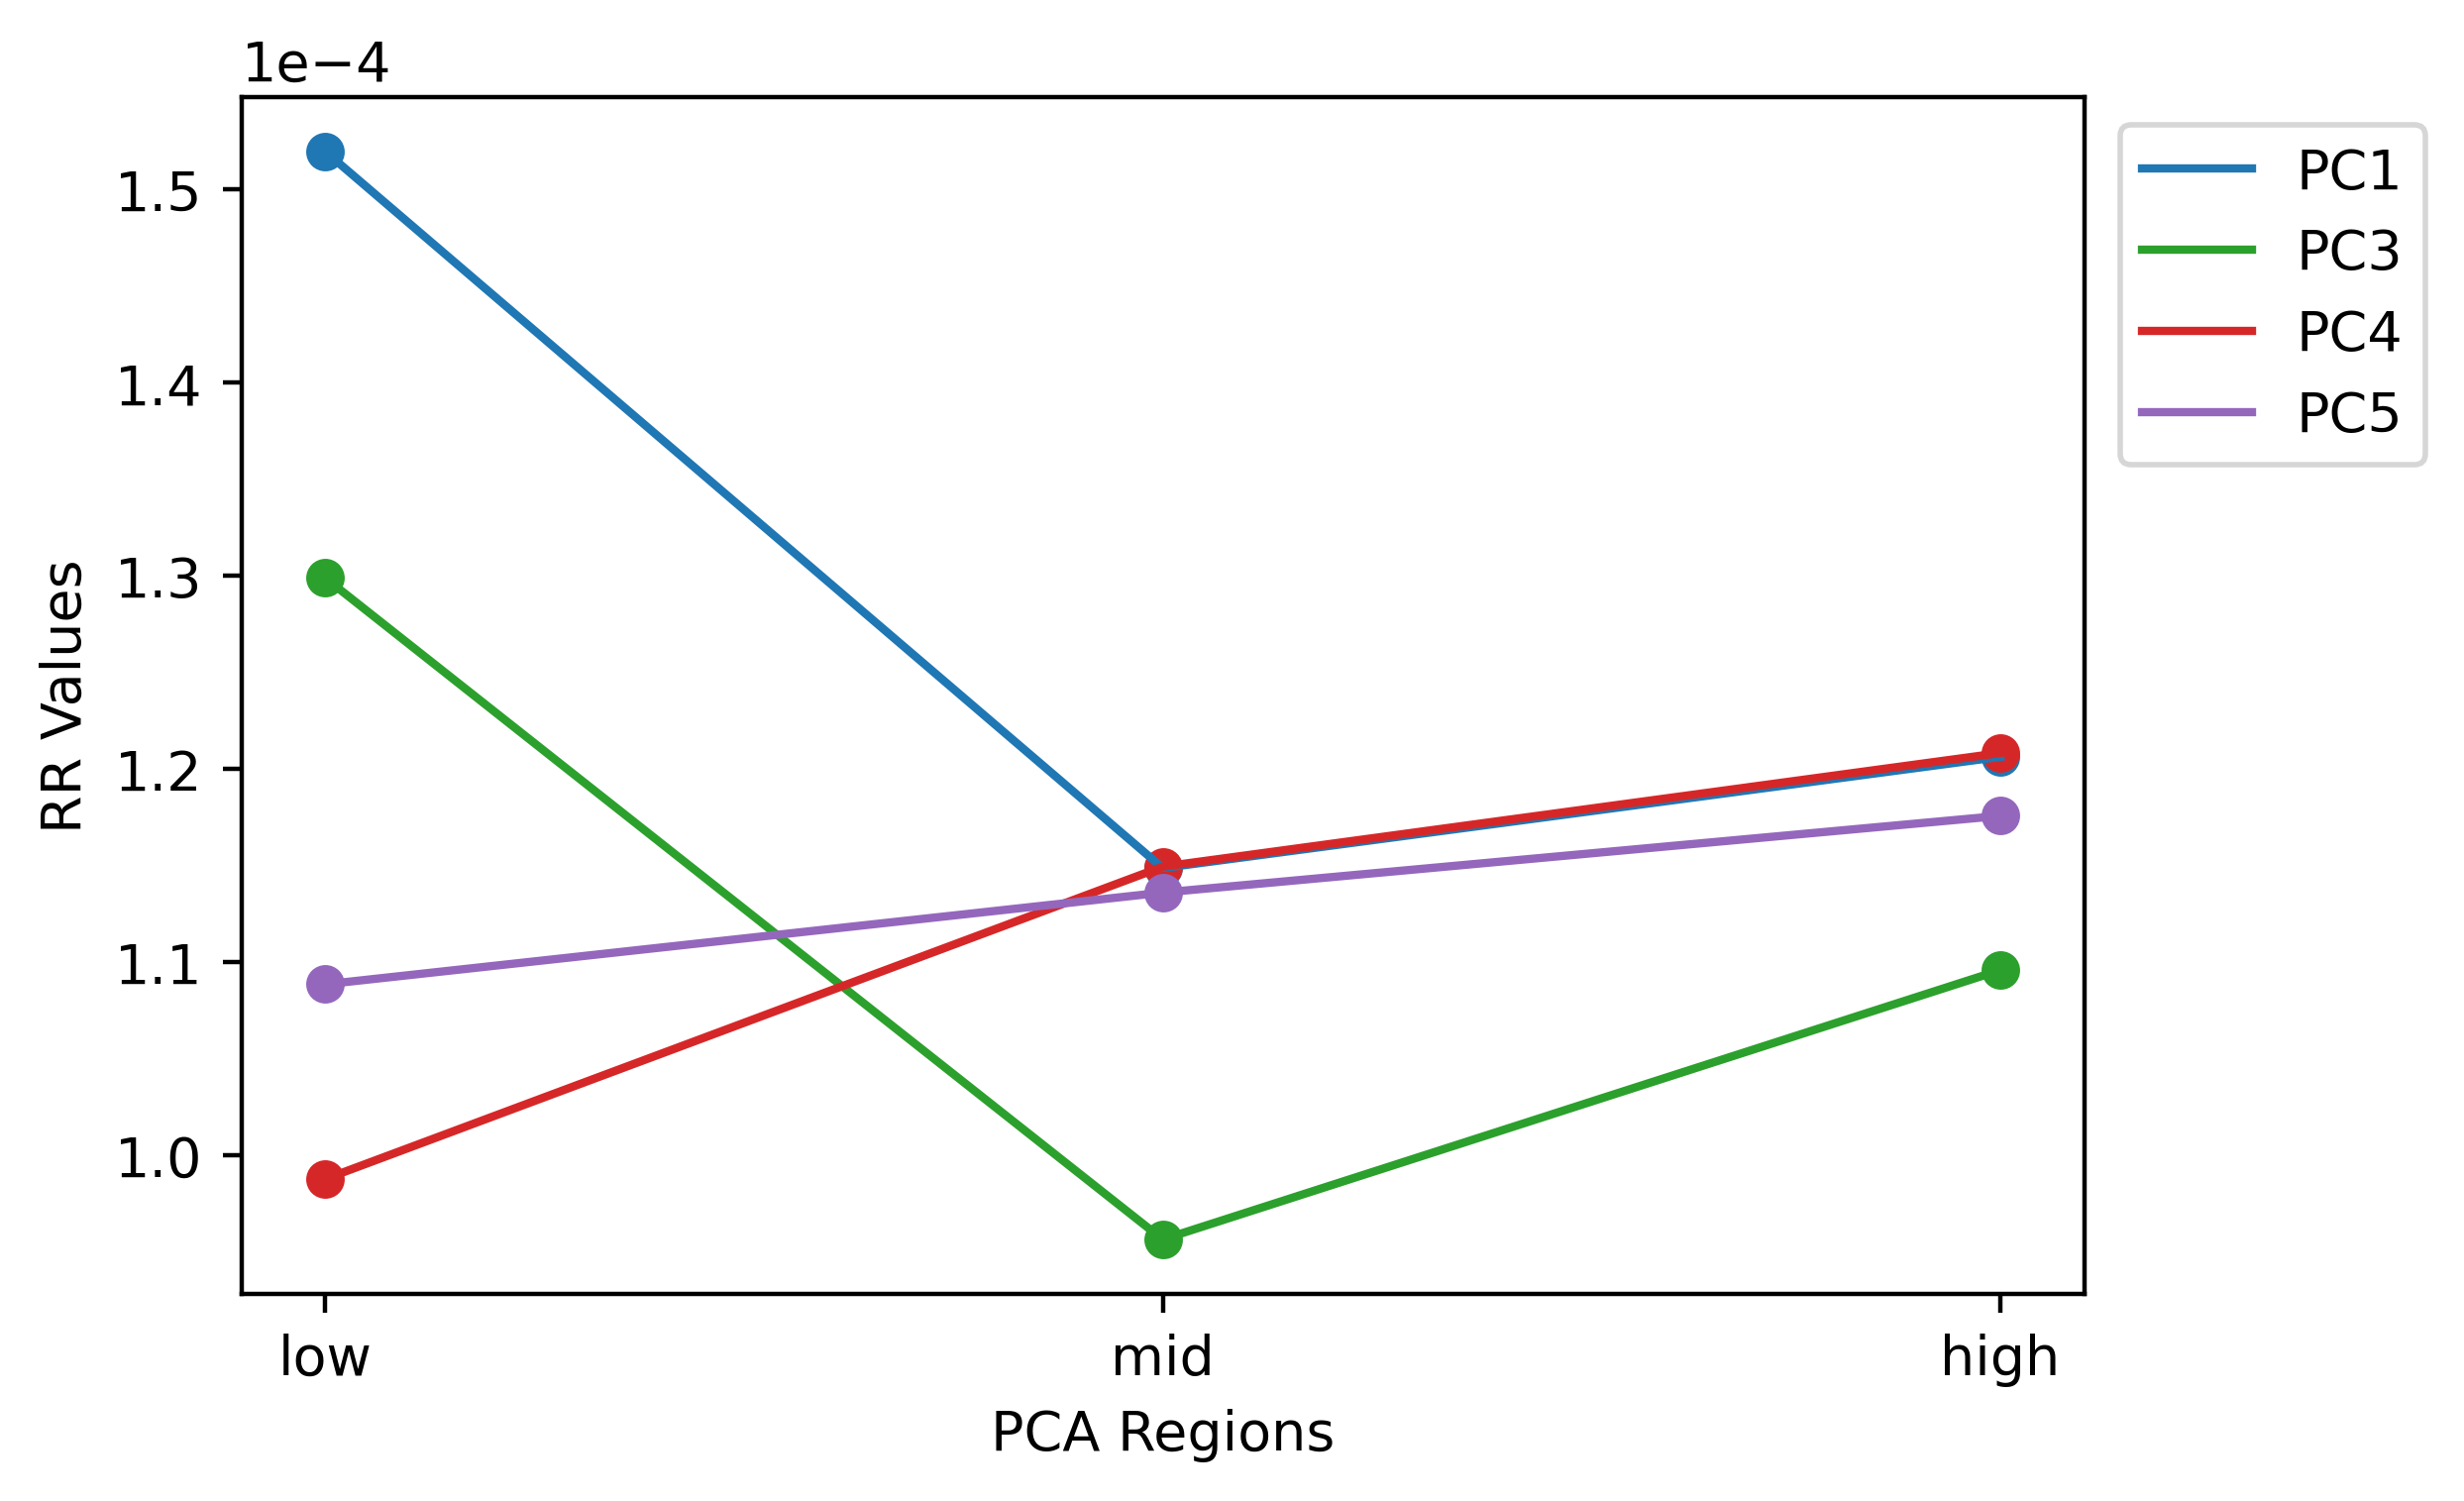 1e−4
1.5
1.4
1.3
1.2
1.1
1.0
RR Values
low mid high
PCA Regions
PC1
PC3
PC4
PC5